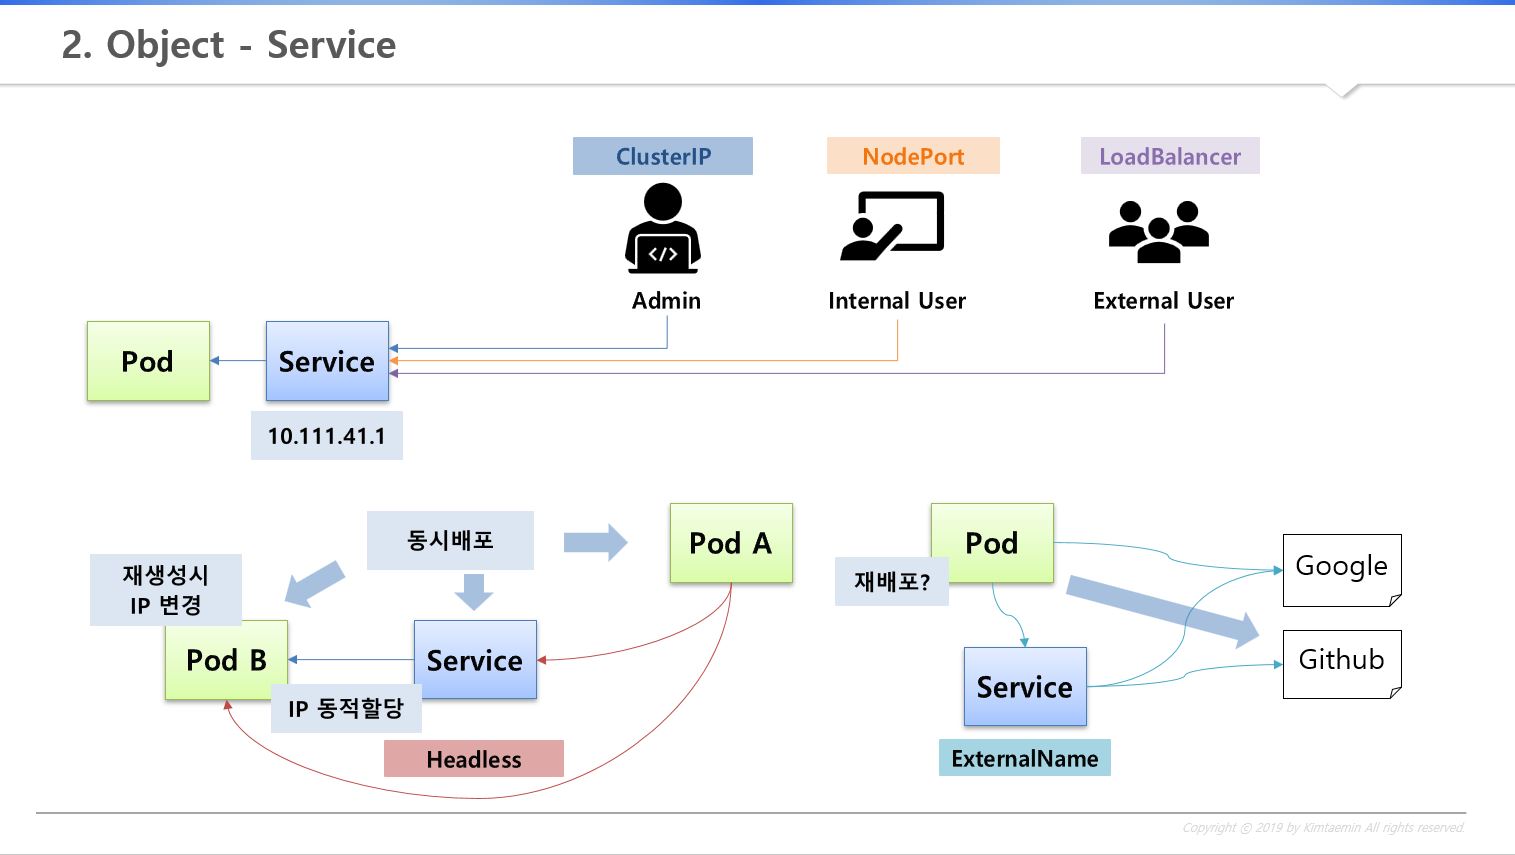 2. Object - Service
ClusterIP
NodePort
LoadBalancer
</>
Admin
Internal User
External User
Pod
Service
10.111.41.1
동시배포
재생성시
IP 변경
Pod A
Pod B
Service
IP 동적할당
Headless
Pod
재배포?
Service
ExternalName
Google
Github
Copyright ⓒ 2019 by Kimtaemin All rights reserved.